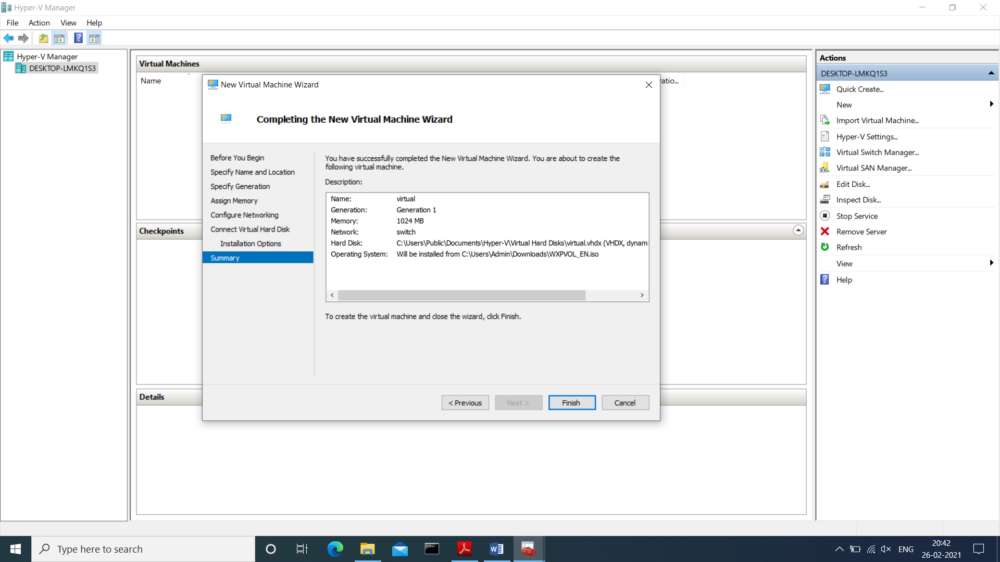 Hyper-V Manager
File Action View Help
Hyper-V Manager
DESKTOP-LMKQ1S3
Virtual Machines
Name
New Virtual Machine Wizard
Completing the New Virtual Machine Wizard
Before You Begin
Specify Name and Location
Specify Generation
Assign Memory
Configure Networking
Connect Virtual Hard Disk
Installation Options
Summary
You have successfully completed the New Virtual Machine Wizard. You are about to create the
following virtual machine.
Description:
Name: virtual
Generation: Generation 1
Memory: 1024 MB
Network: switch
Hard Disk: C:\Users\Public\Documents\Hyper-V\Virtual Hard Disks\virtual.vhdx (VHDX, dynami
Operating System: Will be installed from C:\Users\Admin\Downloads\WXPVOL_EN.iso
To create the virtual machine and close the wizard, click Finish.
< Previous Next > Finish Cancel
ratio...
Checkpoints
Details
Actions
DESKTOP-LMKQ1S3
Quick Create...
New
Import Virtual Machine...
Hyper-V Settings...
Virtual Switch Manager...
Virtual SAN Manager...
Edit Disk...
Inspect Disk...
Stop Service
Remove Server
Refresh
View
Help
Type here to search
ENG
20:42
26-02-2021